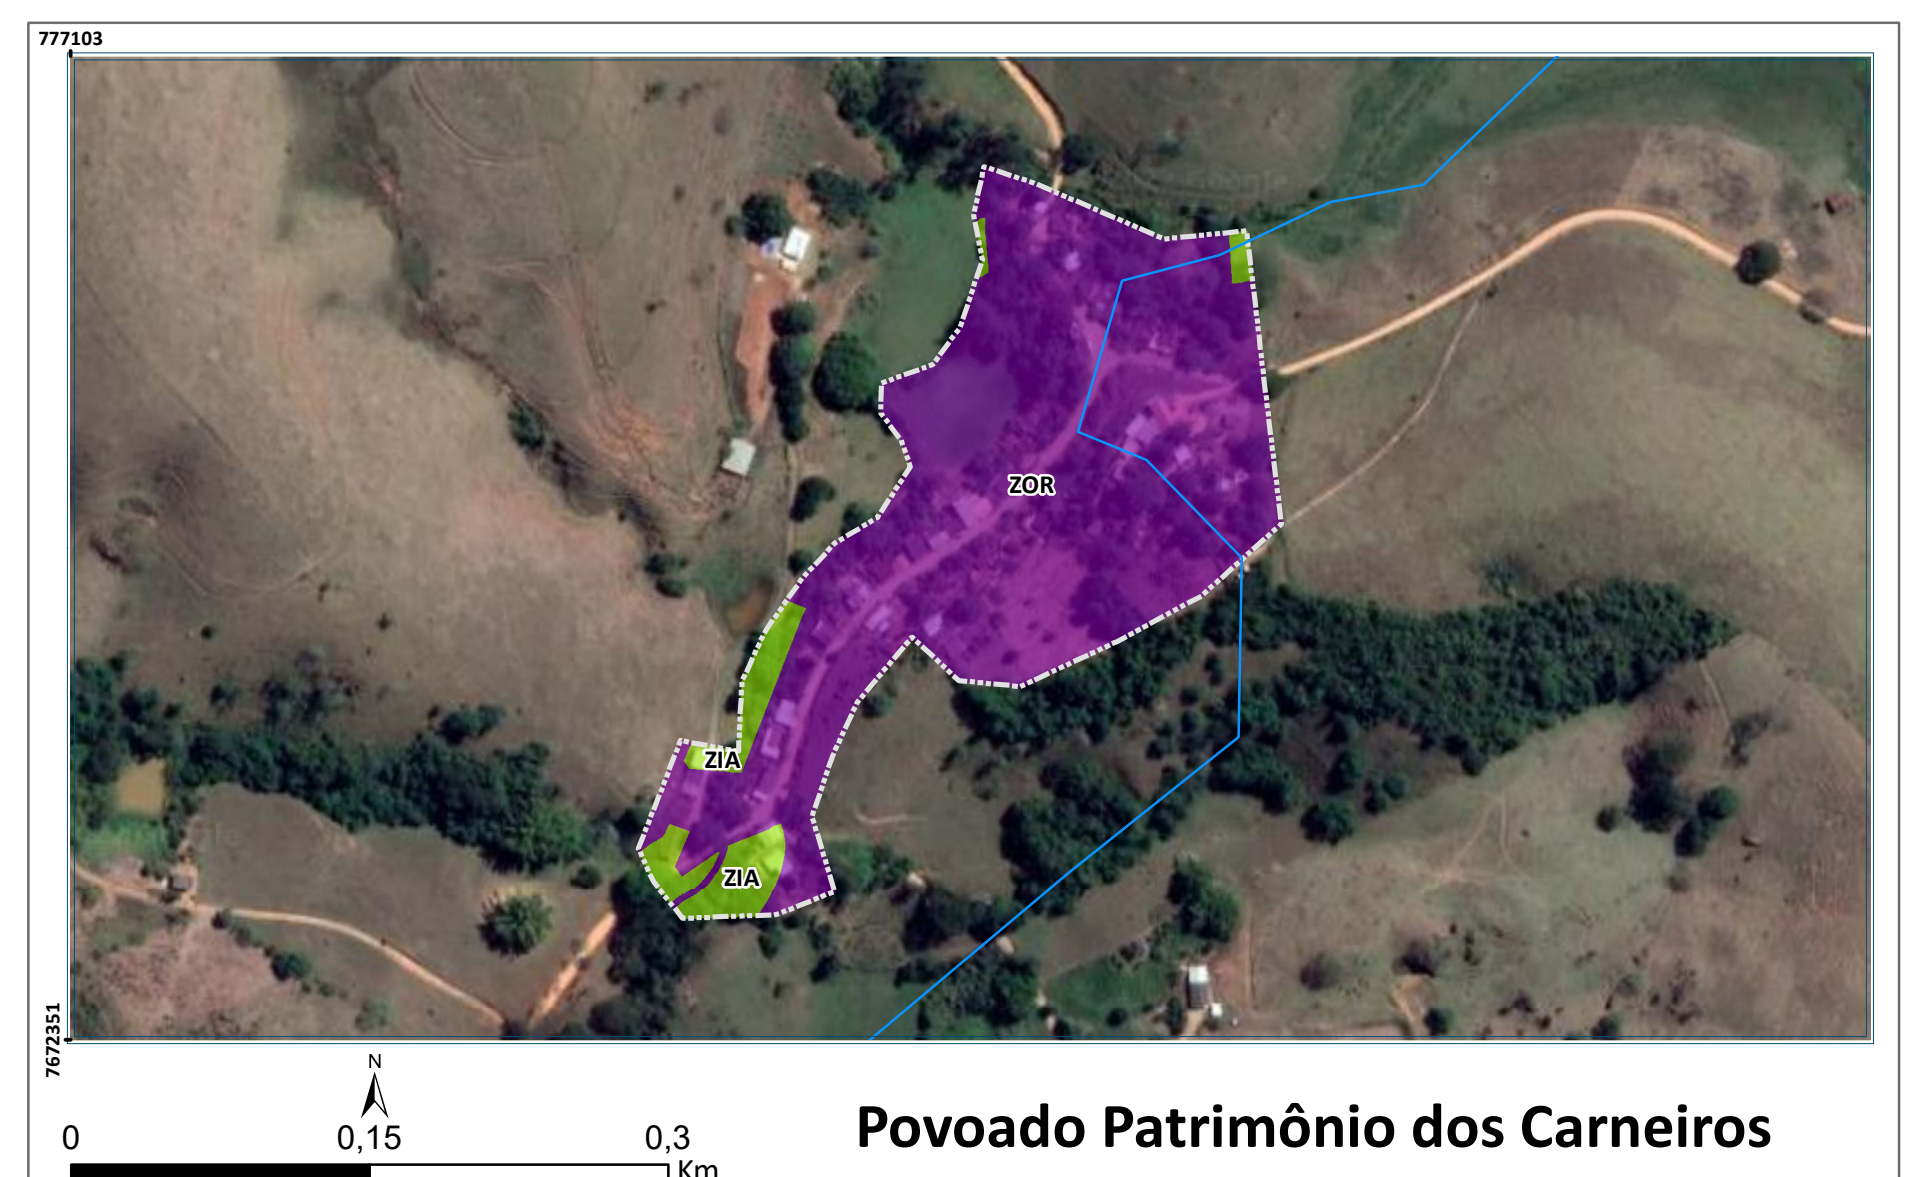 777103
ZOR
ZIA
ZIA
7672351
N
0 0,15 0,3
Km
Povoado Patrimônio dos Carneiros